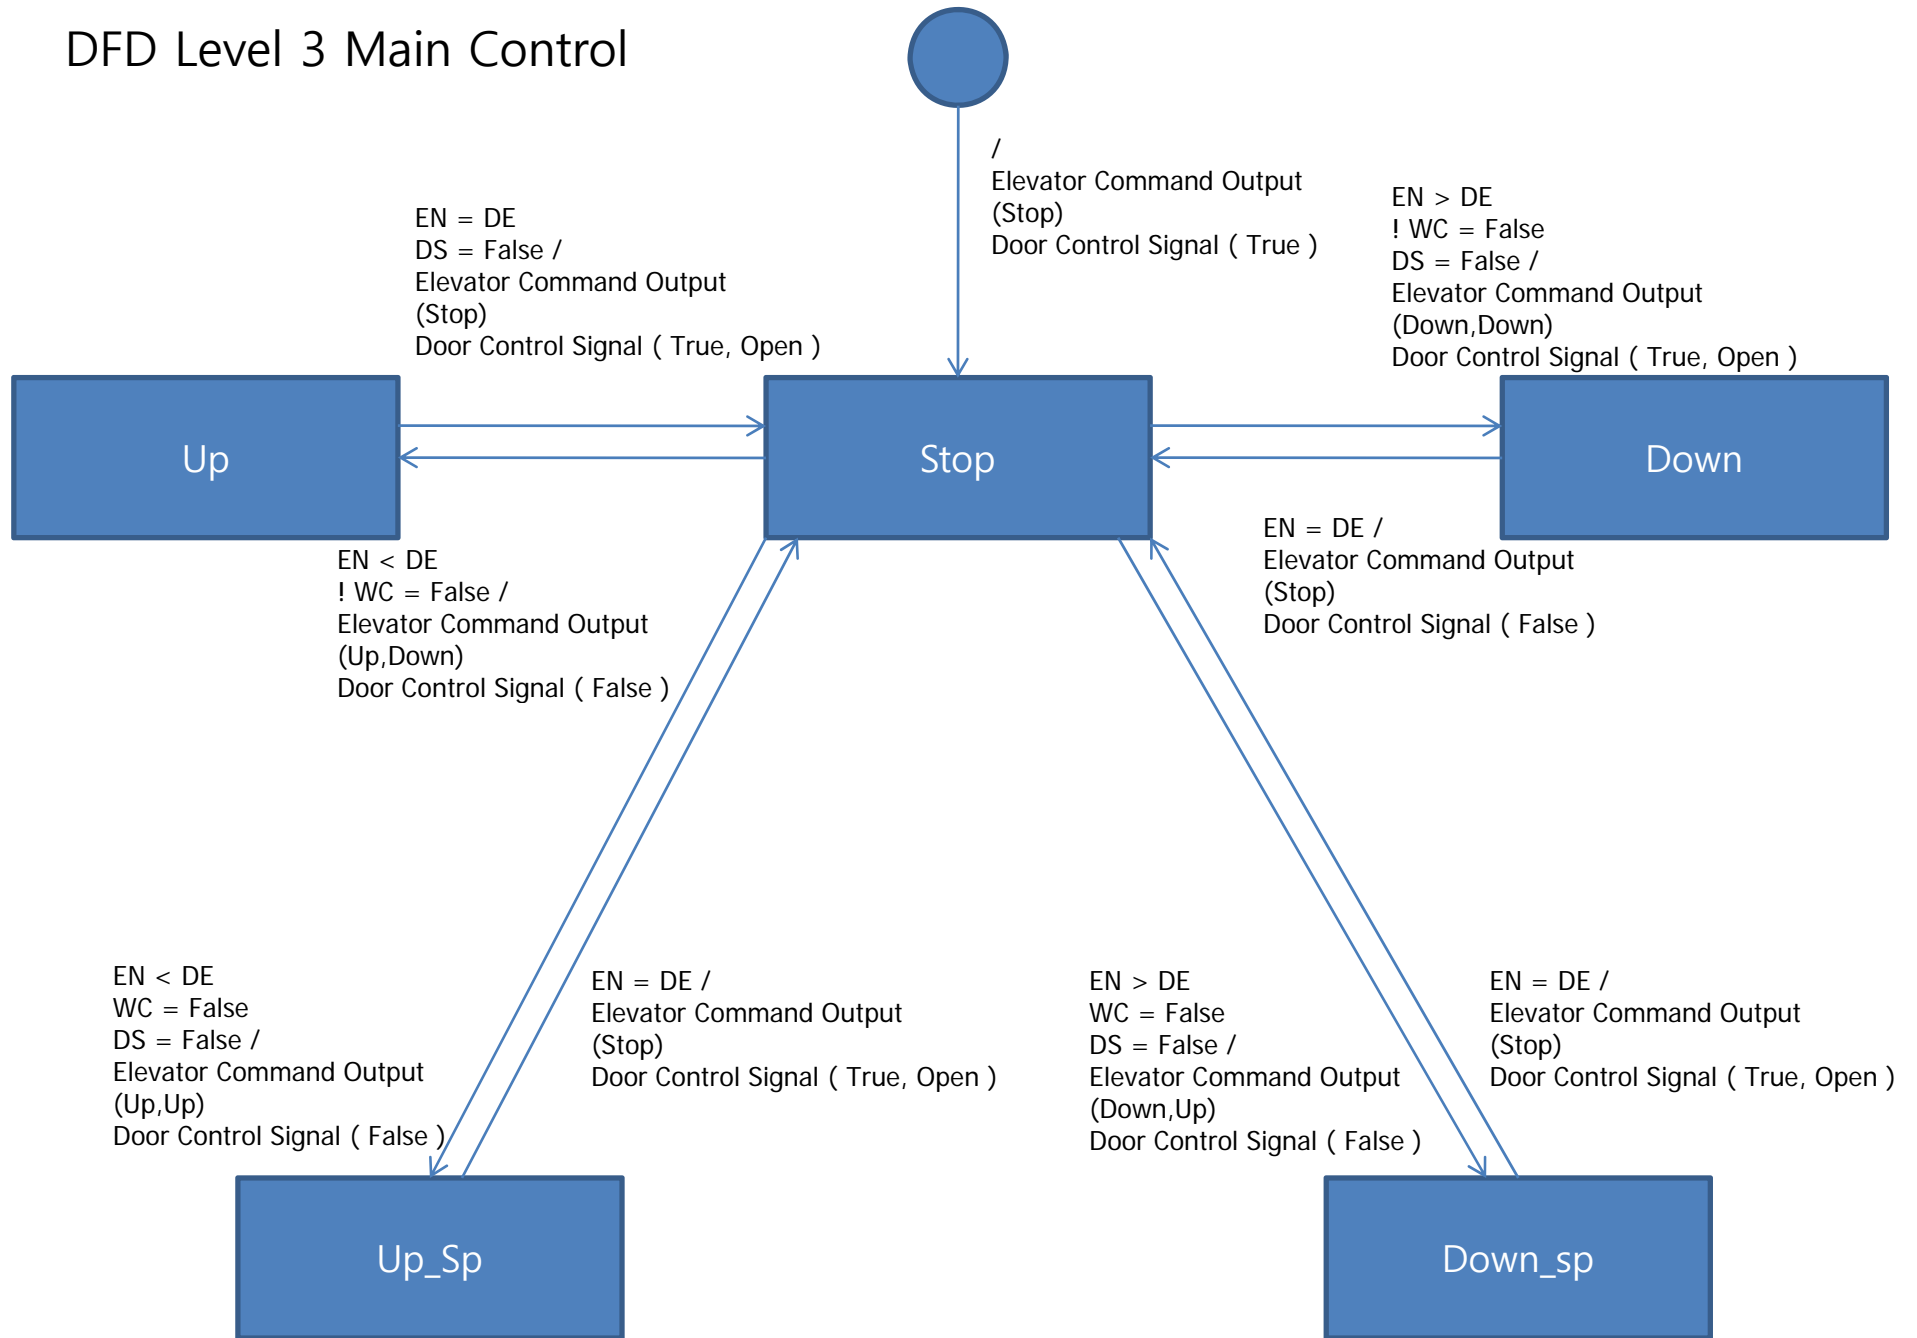 DFD Level 3 Main Control
/
Elevator Command Output
(Stop)
Door Control Signal ( True )
EN = DE
DS = False /
Elevator Command Output
(Stop)
Door Control Signal ( True, Open )
EN > DE
! WC = False
DS = False /
Elevator Command Output
(Down,Down)
Door Control Signal ( True, Open )
Up
Stop
Down
EN < DE
! WC = False /
Elevator Command Output
(Up,Down)
Door Control Signal ( False )
EN = DE /
Elevator Command Output
(Stop)
Door Control Signal ( False )
EN < DE
WC = False
DS = False /
Elevator Command Output
(Up,Up)
Door Control Signal ( False )
EN = DE /
Elevator Command Output
(Stop)
Door Control Signal ( True, Open )
EN > DE
WC = False
DS = False /
Elevator Command Output
(Down,Up)
Door Control Signal ( False )
EN = DE /
Elevator Command Output
(Stop)
Door Control Signal ( True, Open )
Up_Sp
Down_sp